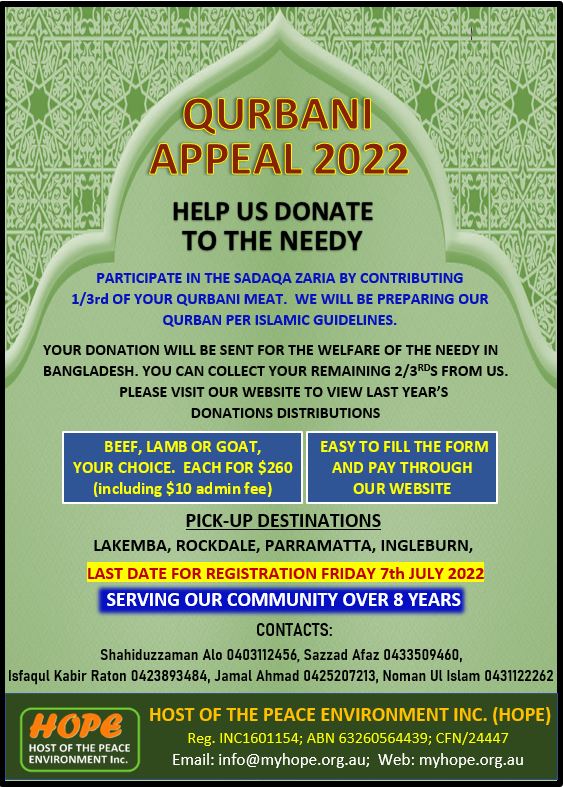 QURBANI
APPEAL 2022
HELP US DONATE
TO THE NEEDY
PARTICIPATE IN THE SADAQA ZARIA BY CONTRIBUTING
1/3rd OF YOUR QURBANI MEAT. WE WILL BE PREPARING OUR
QURBAN PER ISLAMIC GUIDELINES.
YOUR DONATION WILL BE SENT FOR THE WELFARE OF THE NEEDY IN
BANGLADESH. YOU CAN COLLECT YOUR REMAINING 2/3RDS FROM US.
PLEASE VISIT OUR WEBSITE TO VIEW LAST YEAR'S
DONATIONS DISTRIBUTIONS
BEEF, LAMB OR GOAT,
YOUR CHOICE. EACH FOR $260
(including $10 admin fee)
EASY TO FILL THE FORM
AND PAY THROUGH
OUR WEBSITE
PICK-UP DESTINATIONS
LAKEMBA, ROCKDALE, PARRAMATTA, INGLEBURN,
LAST DATE FOR REGISTRATION FRIDAY 7th JULY 2022
SERVING OUR COMMUNITY OVER 8 YEARS
CONTACTS:
Shahiduzzaman Alo 0403112456, Sazzad Afaz 0433509460,
Isfaqul Kabir Raton 0423893484, Jamal Ahmad 0425207213, Noman Ul Islam 0431122262
HOPE
HOST OF THE PEACE
ENVIRONMENT Inc.
HOST OF THE PEACE ENVIRONMENT INC. (HOPE)
Reg. INC1601154; ABN 63260564439; CFN/24447
Email: info@myhope.org.au; Web: myhope.org.au